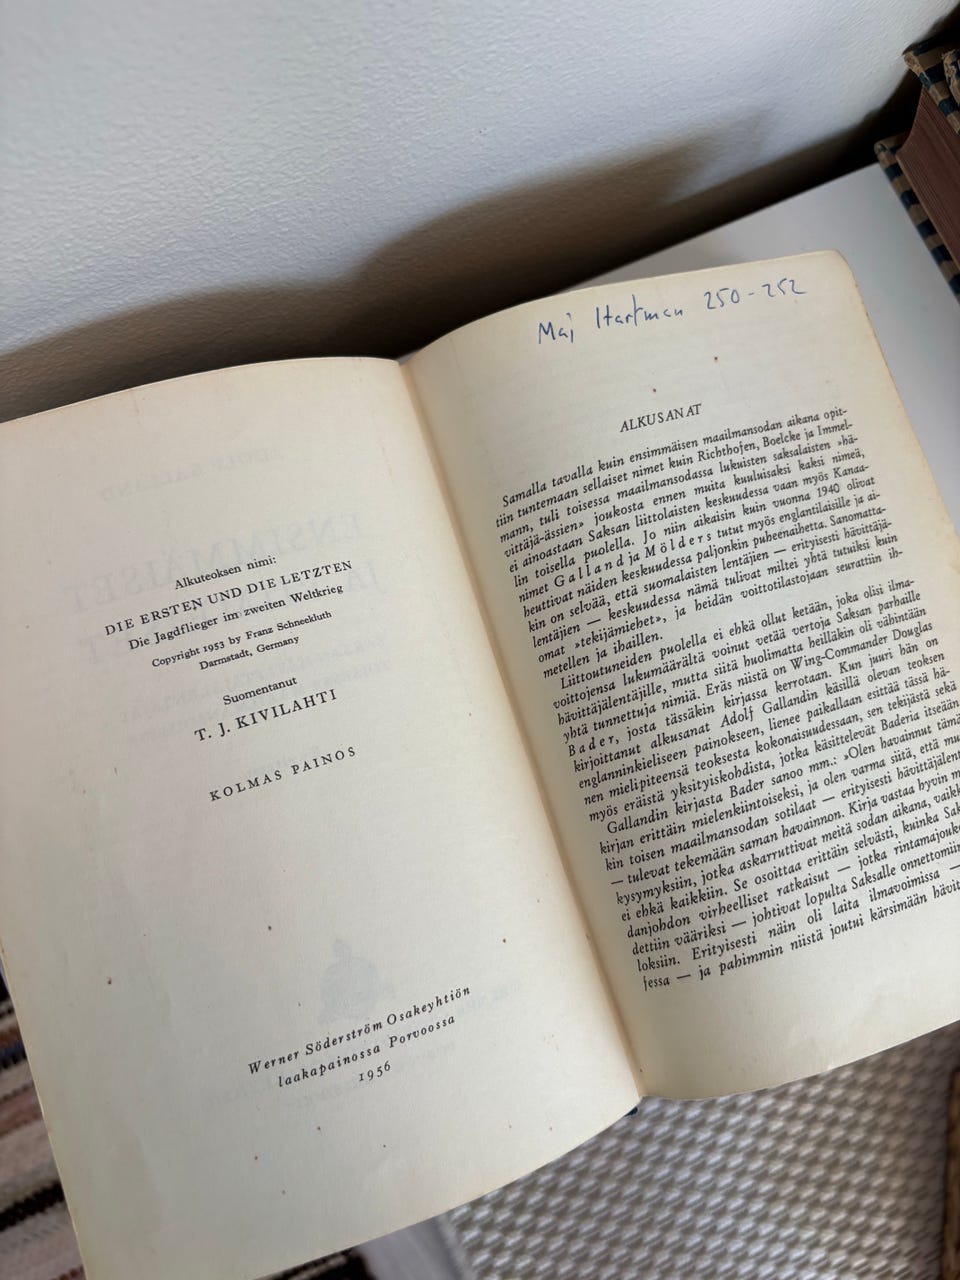 Alkuteoksen nimi:
DIE ERSTEN UND DIE LETZTEN
Die Jagdflieger im zweiten Weltkrieg
Copyright 1953 by Franz Schneekluth
Darmstadt, Germany
Suomentanut
T. J. KIVILAHTI
KOLMAS PAINOS
Werner Söderström Osakeyhtiön
laakapainossa Porvoossa
1956
Maj Hartman 250-252
ALKUSANAT
Samalla tavalla kuin ensimmäisen maailmansodan aikana opit-
tiin tuntemaan sellaiset nimet kuin Richthofen, Boelcke ja Immel-
mann, tuli toisessa maailmansodassa lukuisten saksalaisten »hä-
vittäjä-ässien» joukosta ennen muita kuuluisaksi kaksi nimeä,
ei ainoastaan Saksan liittolaisten keskuudessa vaan myös Kanaa-
lin toisella puolella. Jo niin aikaisin kuin vuonna 1940 olivat
nimet Galland ja Mölders tutut myös englantilaisille ja ai-
heuttivat näiden keskuudessa paljonkin puheenaihetta. Sanomatta-
kin on selvää, että suomalaisten lentäjien — erityisesti hävittäjä-
lentäjien — keskuudessa nämä tulivat miltei yhtä tutuiksi kuin
omat »tekijämiehet», ja heidän voittotilastojaan seurattiin ih-
metellen ja ihaillen.
Liittoutuneiden puolella ei ehkä ollut ketään, joka olisi ilma-
voittojensa lukumäärältä voinut vetää vertoja Saksan parhaille
hävittäjälentäjille, mutta siitä huolimatta heilläkin oli vähintään
yhtä tunnettuja nimiä. Eräs niistä on Wing-Commander Douglas
Bader, josta tässäkin kirjassa kerrotaan. Kun juuri hän on
kirjoittanut alkusanat Adolf Gallandin käsillä olevan teoksen
englanninkieliseen painokseen, lienee paikallaan esittää tässä hä-
nen mielipiteensä teoksesta kokonaisuudessaan, sen tekijästä sekä
myös eräistä yksityiskohdista, jotka käsittelevät Baderia itseään
Gallandin kirjasta Bader sanoo mm.: »Olen havainnut tämä
kirjan erittäin mielenkiintoiseksi, ja olen varma siitä, että mu
kin toisen maailmansodan sotilaat — erityisesti hävittäjälen
— tulevat tekemään saman havainnon. Kirja vastaa hyvin m
kysymyksiin, jotka askarruttivat meitä sodan aikana, vaikk
ei ehkä kaikkiin. Se osoittaa erittäin selvästi, kuinka Sak
danjohdon virheelliset ratkaisut — jotka rintamajouk
dettiin vääriksi — johtivat lopulta Saksalle onnettomiin
loksiin. Erityisesti näin oli laita ilmavoimissa —
jessa — ja pahimmin niistä joutui kärsimään hävit